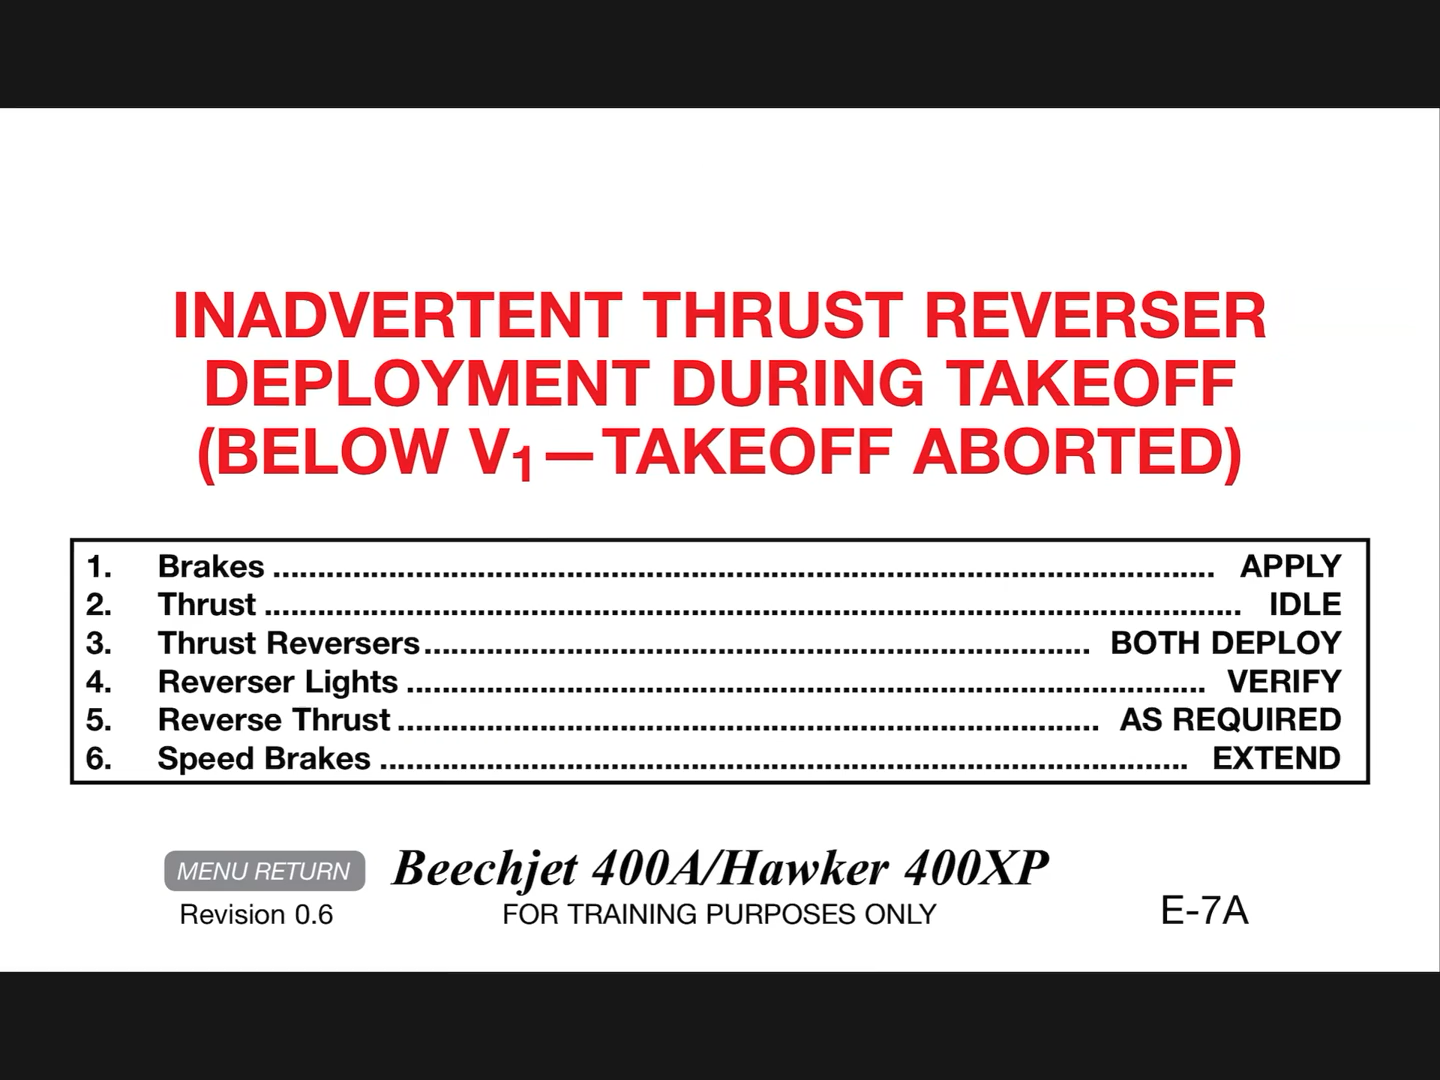 INADVERTENT THRUST REVERSER
DEPLOYMENT DURING TAKEOFF
(BELOW V1—TAKEOFF ABORTED)
1. Brakes ........................................................................................................... APPLY
2. Thrust ............................................................................................................... IDLE
3. Thrust Reversers ........................................................................... BOTH DEPLOY
4. Reverser Lights ........................................................................................... VERIFY
5. Reverse Thrust ................................................................................ AS REQUIRED
6. Speed Brakes ............................................................................................ EXTEND
MENU RETURN Beechjet 400A/Hawker 400XP
Revision 0.6 FOR TRAINING PURPOSES ONLY E-7A